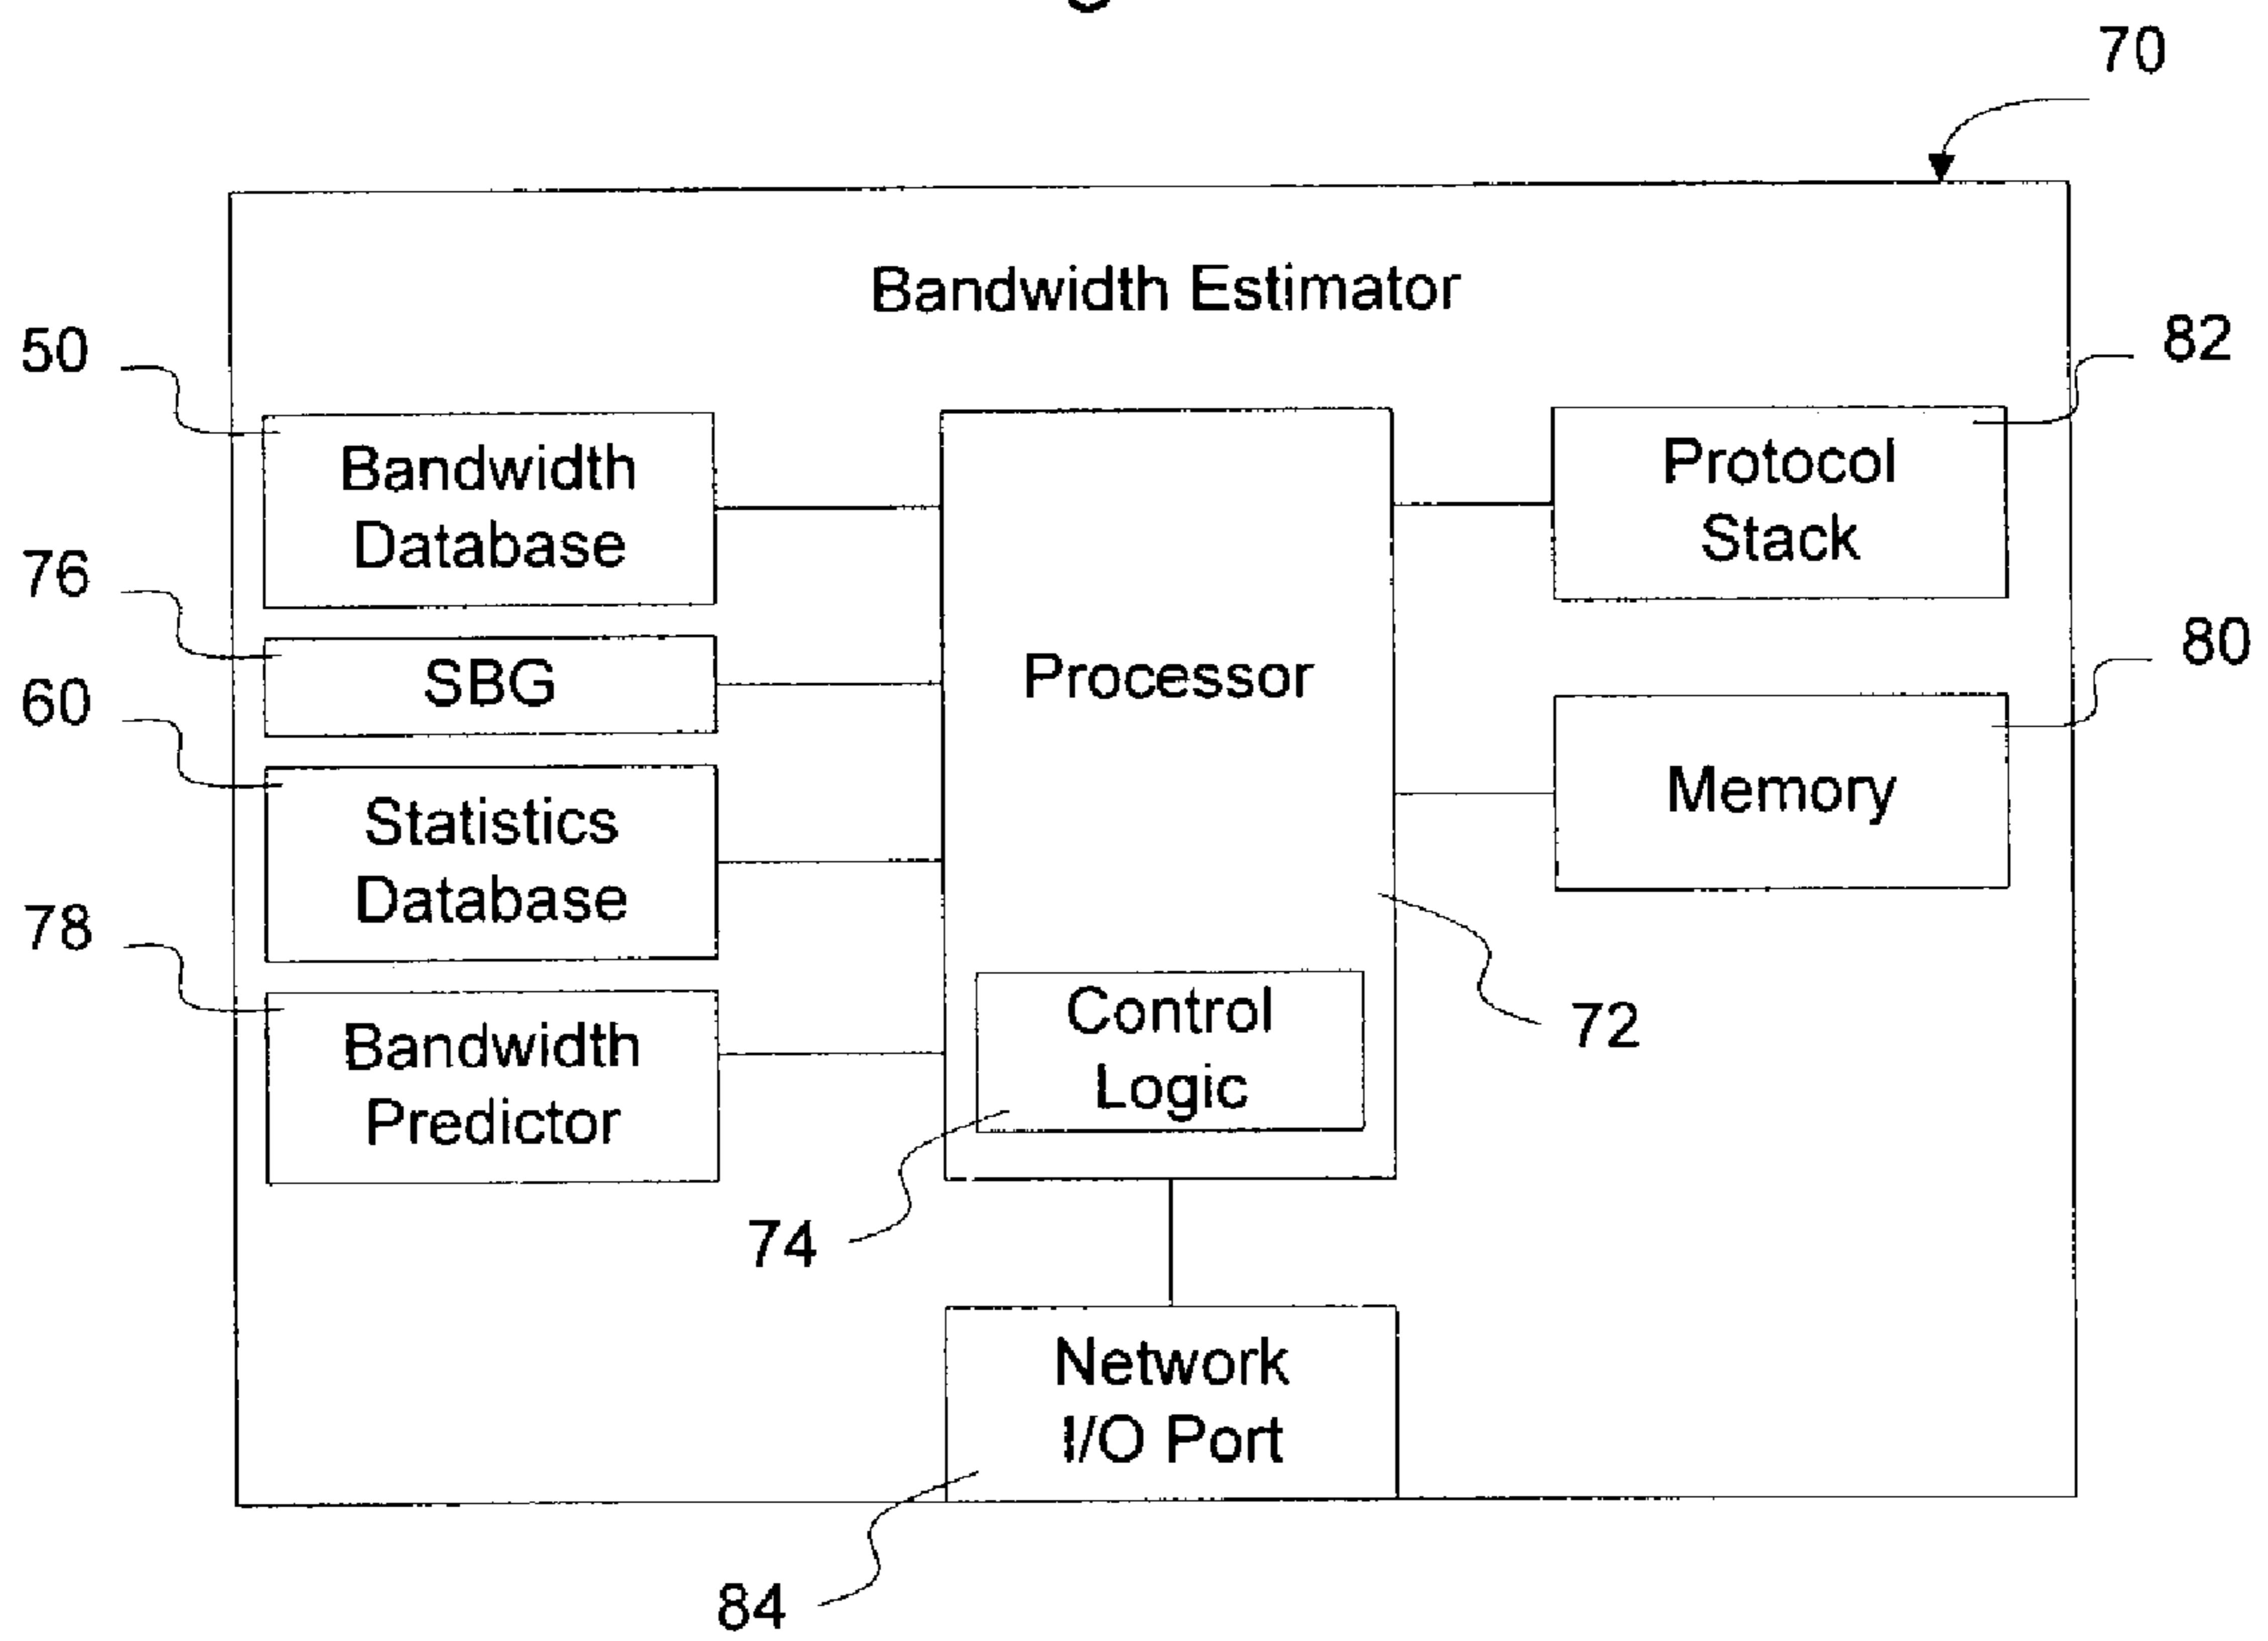 70
Bandwidth Estimator
50
82
Bandwidth
Database
Protocol
Stack
76
SBG
Processor
80
60
Statistics
Database
Memory
78
Bandwidth
Predictor
Control
Logic
72
74
Network
I/O Port
84